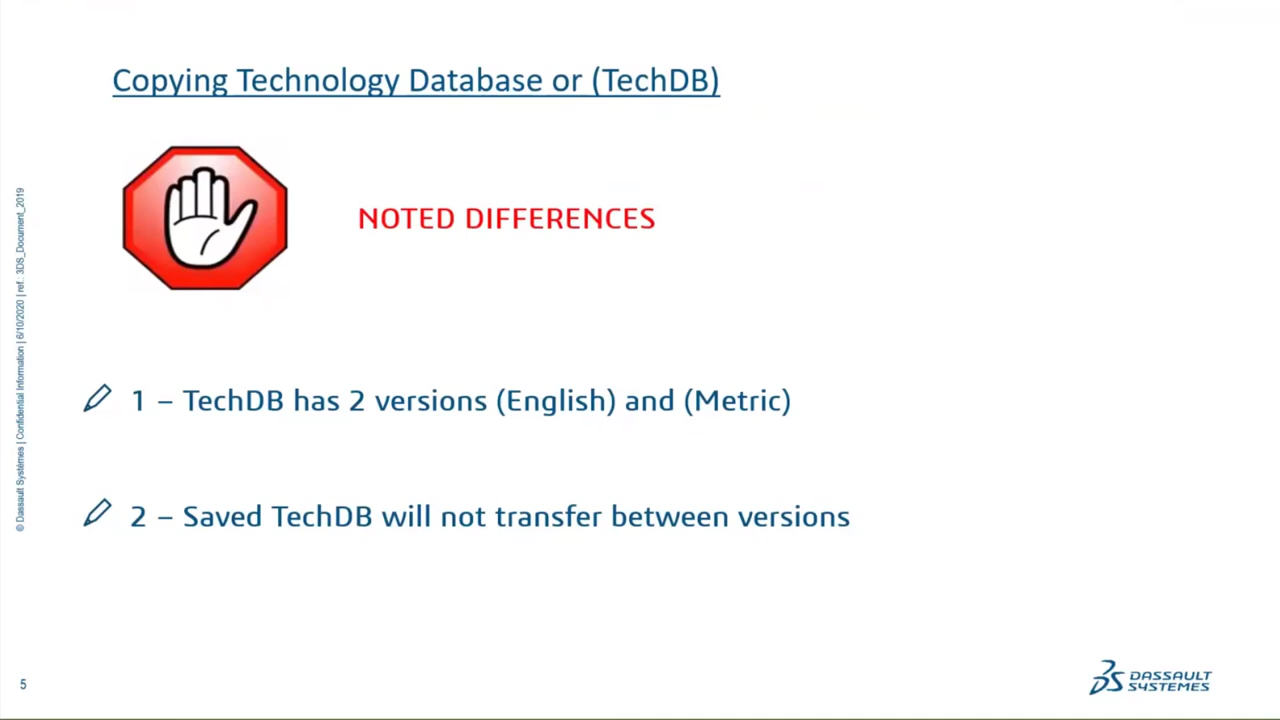 Copying Technology Database or (TechDB)
NOTED DIFFERENCES
1 – TechDB has 2 versions (English) and (Metric)
2 – Saved TechDB will not transfer between versions
© Dassault Systèmes | Confidential Information | 6/10/2020 | ref.: 3DS_Document_2019
5
DASSAULT
SYSTEMES